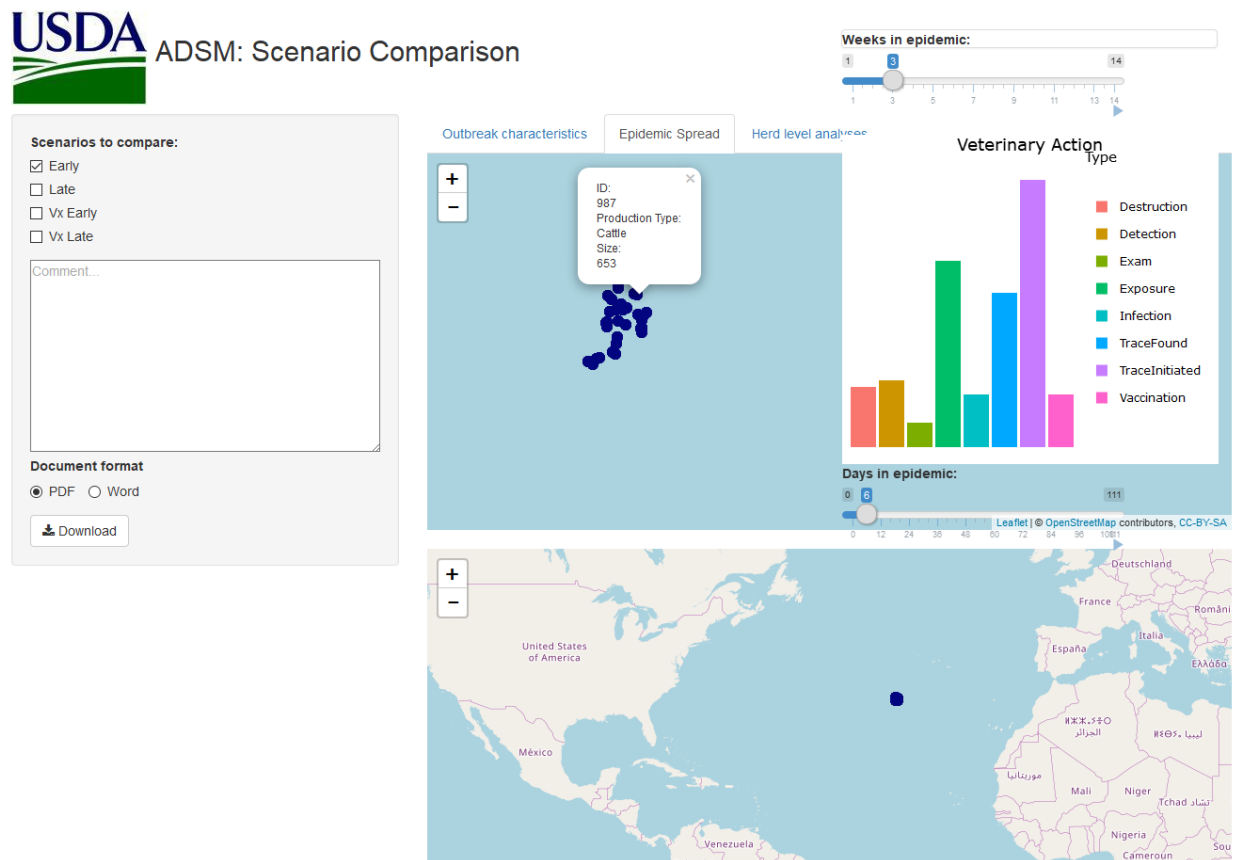 USDA
ADSM: Scenario Comparison
Weeks in epidemic:
1 3 14
1 3 5 7 9 11 13 14
Scenarios to compare:
Early
Late
Vx Early
Vx Late
Comment...
Document format
PDF Word
Download
Outbreak characteristics Epidemic Spread Herd level analyses
+
−
×
ID:
987
Production Type:
Cattle
Size:
653
Veterinary Action
Type
Destruction
Detection
Exam
Exposure
Infection
TraceFound
TraceInitiated
Vaccination
Days in epidemic:
0 6 111
0 12 24 36 48 60 72 84 96
Leaflet | © OpenStreetMap contributors, CC-BY-SA
+
−
Deutschland
France
Români
United States
of America
España
Italia
Ελλάδα
ⵍⵣⵣⴰⵢⴻⵔ
الجزائر
ليبيا
México
موريتانيا
Mali
Niger
Tchad تشاد
Nigeria
Sou
Venezuela
Cameroun